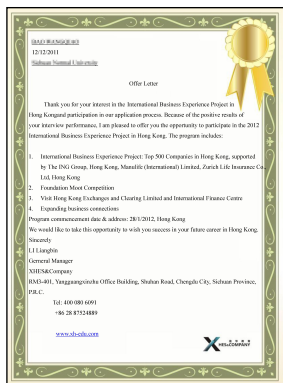 12/12/2011
Sichuan Normal University
Offer Letter
Thank you for your interest in the International Business Experience Project in
Hong Kongand participation in our application process. Because of the positive results of
your interview performance, I am pleased to offer you the opportunity to participate in the 2012
International Business Experience Project in Hong Kong. The program includes:
1. International Business Experience Project: Top 500 Companies in Hong Kong, supported
by The ING Group, Hong Kong, Manulife (International) Limited, Zurich Life Insurance Co.,
Ltd, Hong Kong
2. Foundation Moot Competition
3. Visit Hong Kong Exchanges and Clearing Limited and International Finance Centre
4. Expanding business connections
Program commencement date & address: 28/1/2012, Hong Kong
We would like to take this opportunity to wish you success in your future career in Hong Kong.
Sincerely
LI Liangbin
Gerneral Manager
XHES&Company
RM3-401, Yangguangxinzhu Office Building, Shuhan Road, Chengdu City, Sichuan Province,
P.R.C.
Tel: 400 080 6091
+86 28 87524889
www.xh-edu.com
XHES&COMPANY